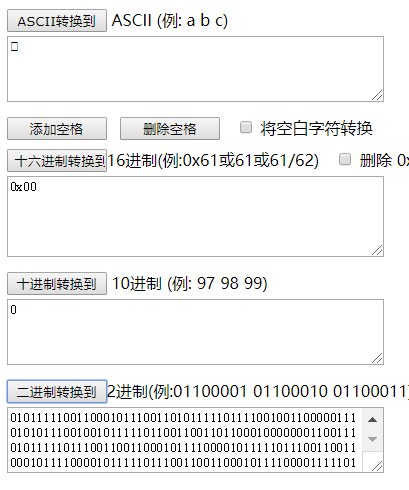 ASCII转换到 ASCII (例: a b c)
□
添加空格 删除空格 将空白字符转换
十六进制转换到 16进制(例:0x61或61或61/62) 删除 0x
0x00
十进制转换到 10进制 (例: 97 98 99)
0
二进制转换到 2进制(例:01100001 01100010 01100011)